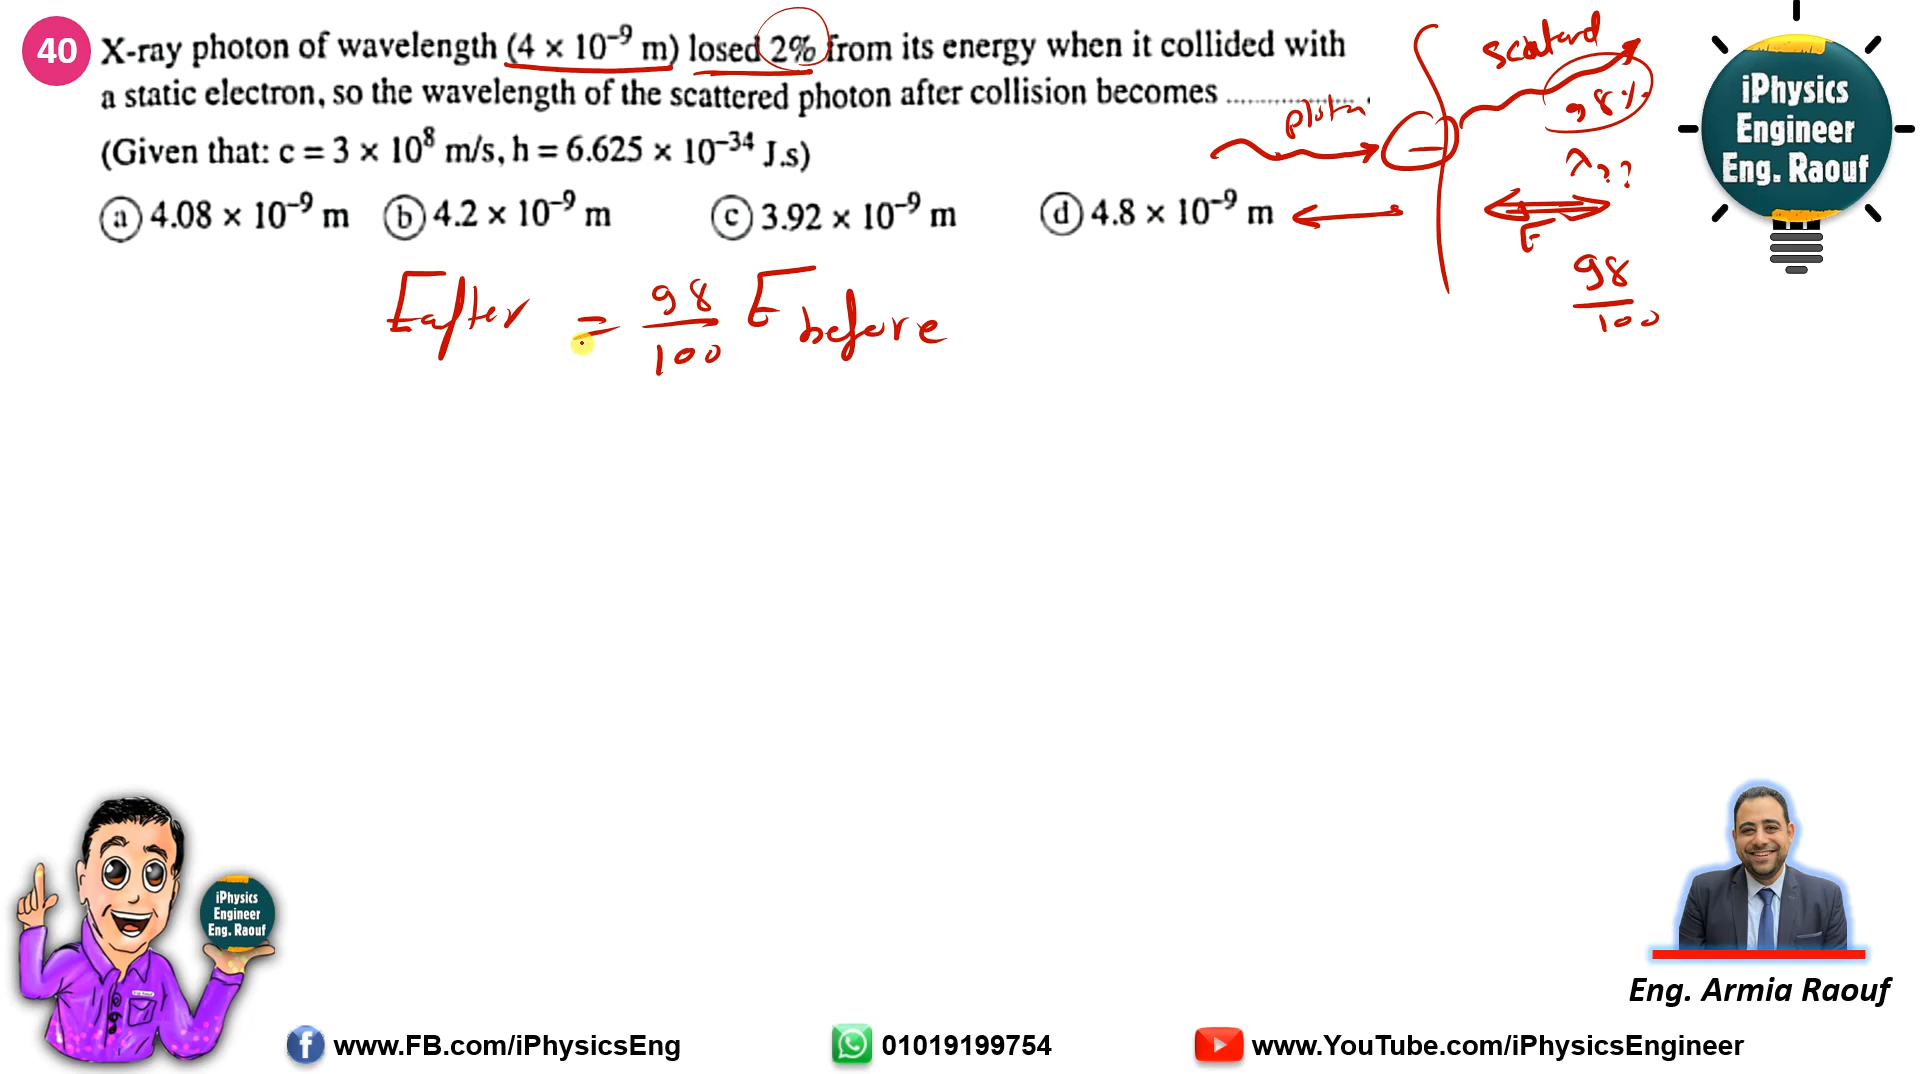 40 X-ray photon of wavelength (4 × 10⁻⁹ m) losed 2% from its energy when it collided with
a static electron, so the wavelength of the scattered photon after collision becomes ................. .
(Given that: c = 3 × 10⁸ m/s, h = 6.625 × 10⁻³⁴ J.s)
ⓐ 4.08 × 10⁻⁹ m ⓑ 4.2 × 10⁻⁹ m ⓒ 3.92 × 10⁻⁹ m ⓓ 4.8 × 10⁻⁹ m
photon
98%
λ??
E
98/100
E after = 98/100 E before
iPhysics
Engineer
Eng. Raouf
iPhysics
Engineer
Eng. Raouf
Eng. Armia Raouf
www.FB.com/iPhysicsEng
01019199754
www.YouTube.com/iPhysicsEngineer